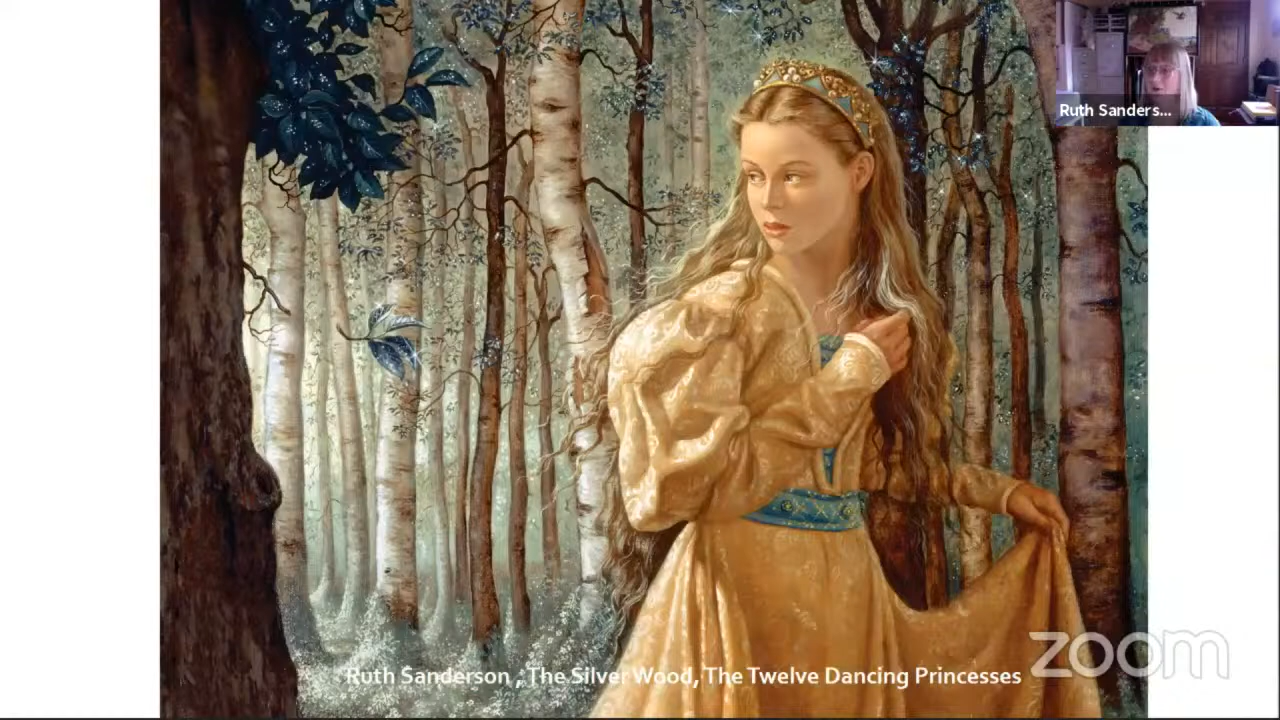 Ruth Sanders...
Ruth Sanderson , The Silver Wood, The Twelve Dancing Princesses
zoom